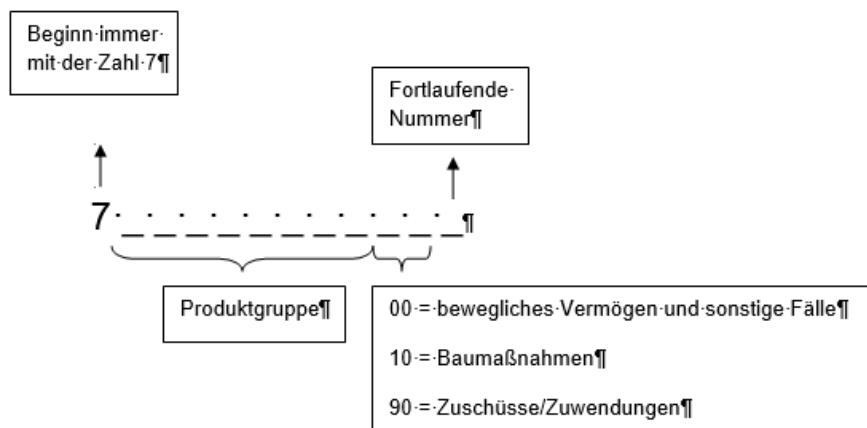 Beginn·immer·
mit·der·Zahl·7¶
Fortlaufende·
Nummer¶
7· _ _ _ _ _ _ _ _ _ _ _¶
Produktgruppe¶
00·=·bewegliches·Vermögen·und·sonstige·Fälle¶
10·=·Baumaßnahmen¶
90·=·Zuschüsse/Zuwendungen¶